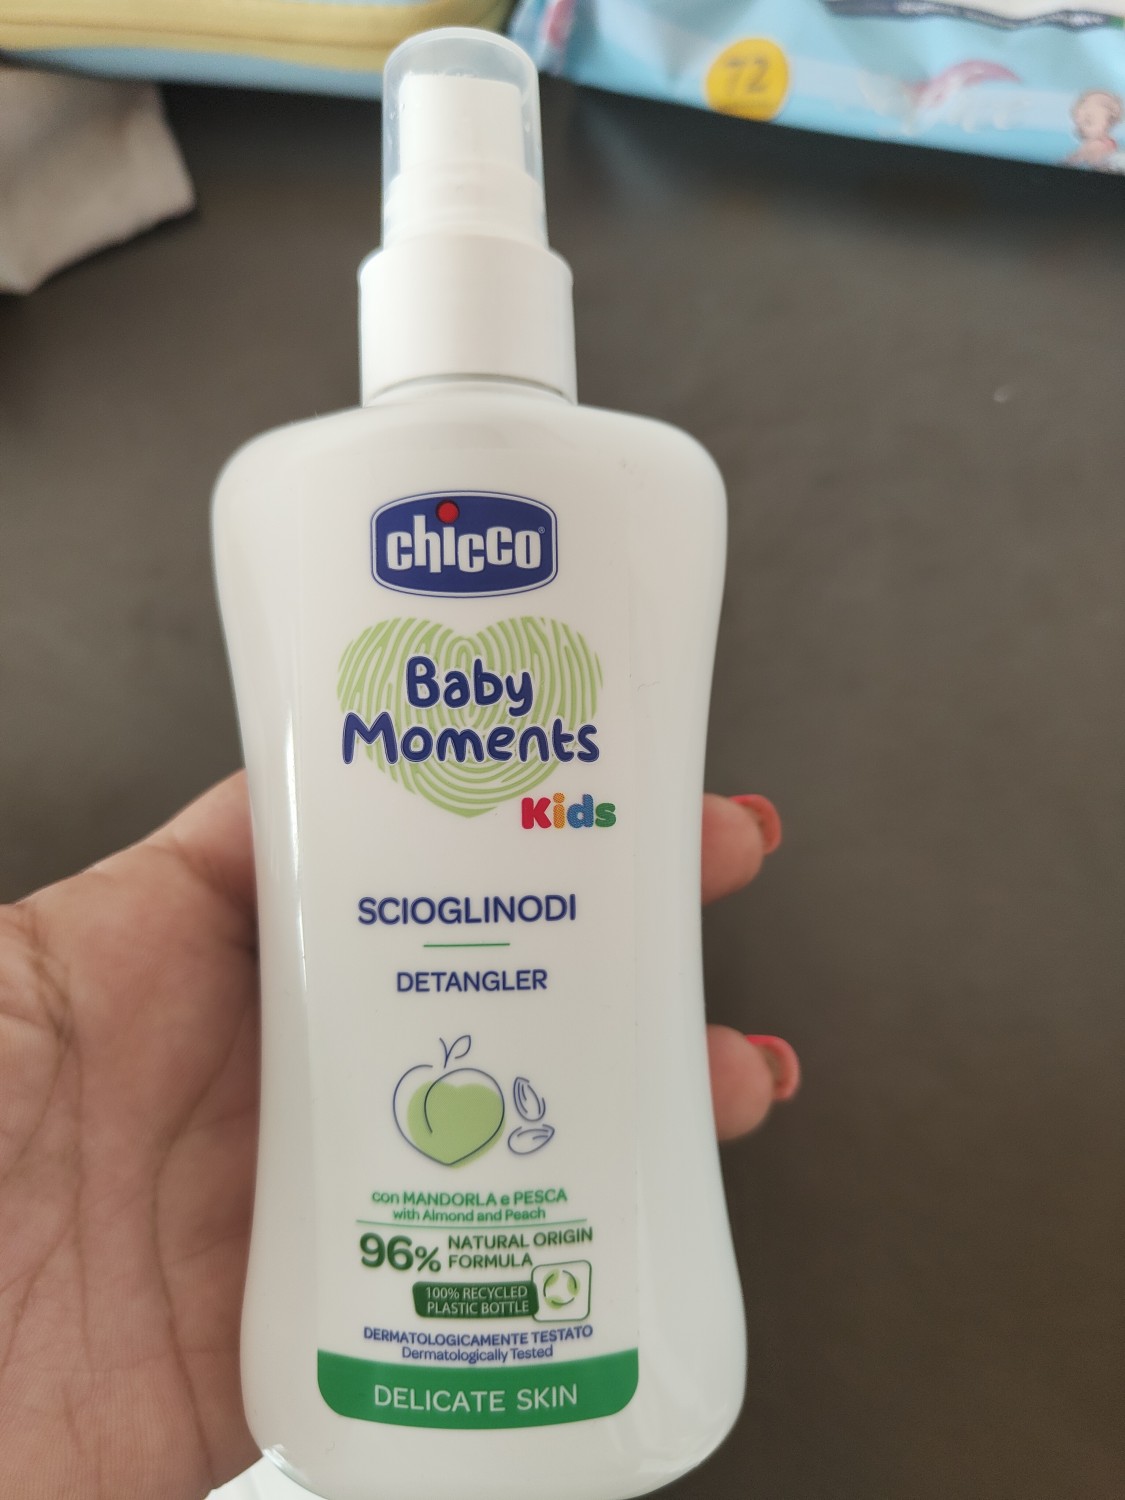 72
chicco
Baby
Moments
Kids
SCIOGLINODI
DETANGLER
con MANDORLA e PESCA
with Almond and Peach
96% NATURAL ORIGIN
FORMULA
100% RECYCLED
PLASTIC BOTTLE
DERMATOLOGICAMENTE TESTATO
Dermatologically Tested
DELICATE SKIN